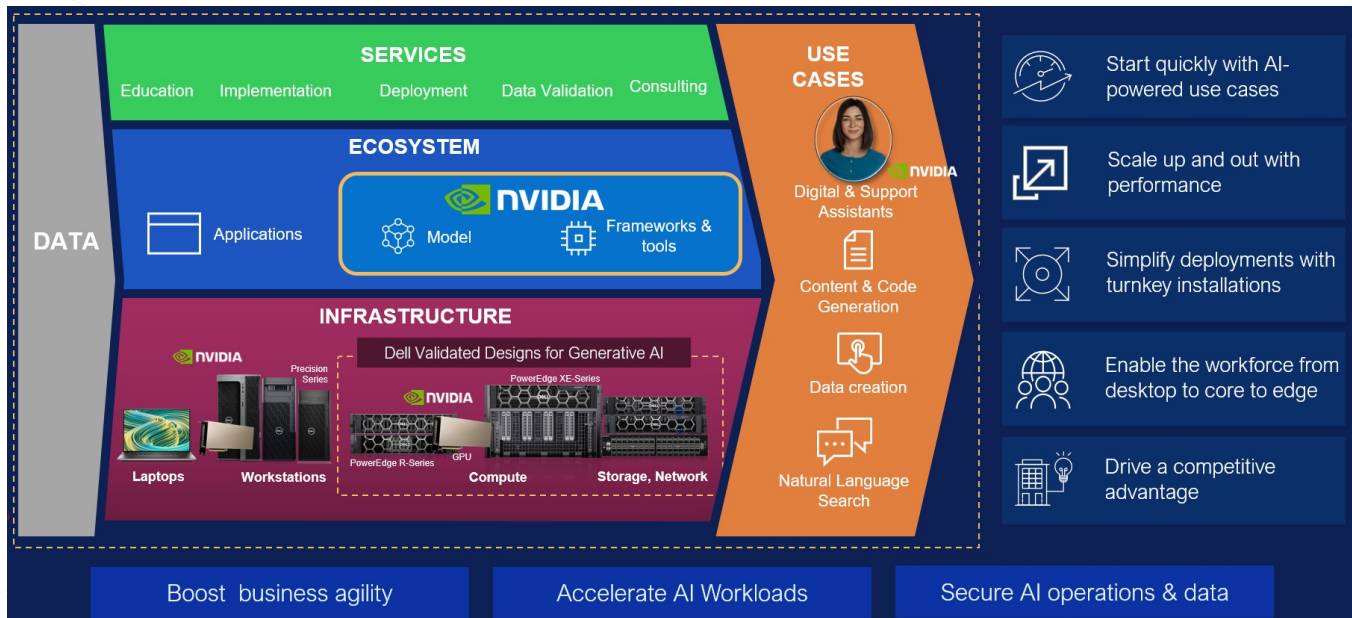 DATA
SERVICES
Education
Implementation
Deployment
Data Validation
Consulting
ECOSYSTEM
Applications
NVIDIA
Model
Frameworks &
tools
INFRASTRUCTURE
NVIDIA
Precision
Series
Laptops
Workstations
Dell Validated Designs for Generative AI
PowerEdge XE-Series
NVIDIA
PowerEdge R-Series
GPU
Compute
Storage, Network
USE
CASES
NVIDIA
Digital & Support
Assistants
Content & Code
Generation
Data creation
Natural Language
Search
Start quickly with AI-
powered use cases
Scale up and out with
performance
Simplify deployments with
turnkey installations
Enable the workforce from
desktop to core to edge
Drive a competitive
advantage
Boost business agility
Accelerate AI Workloads
Secure AI operations & data